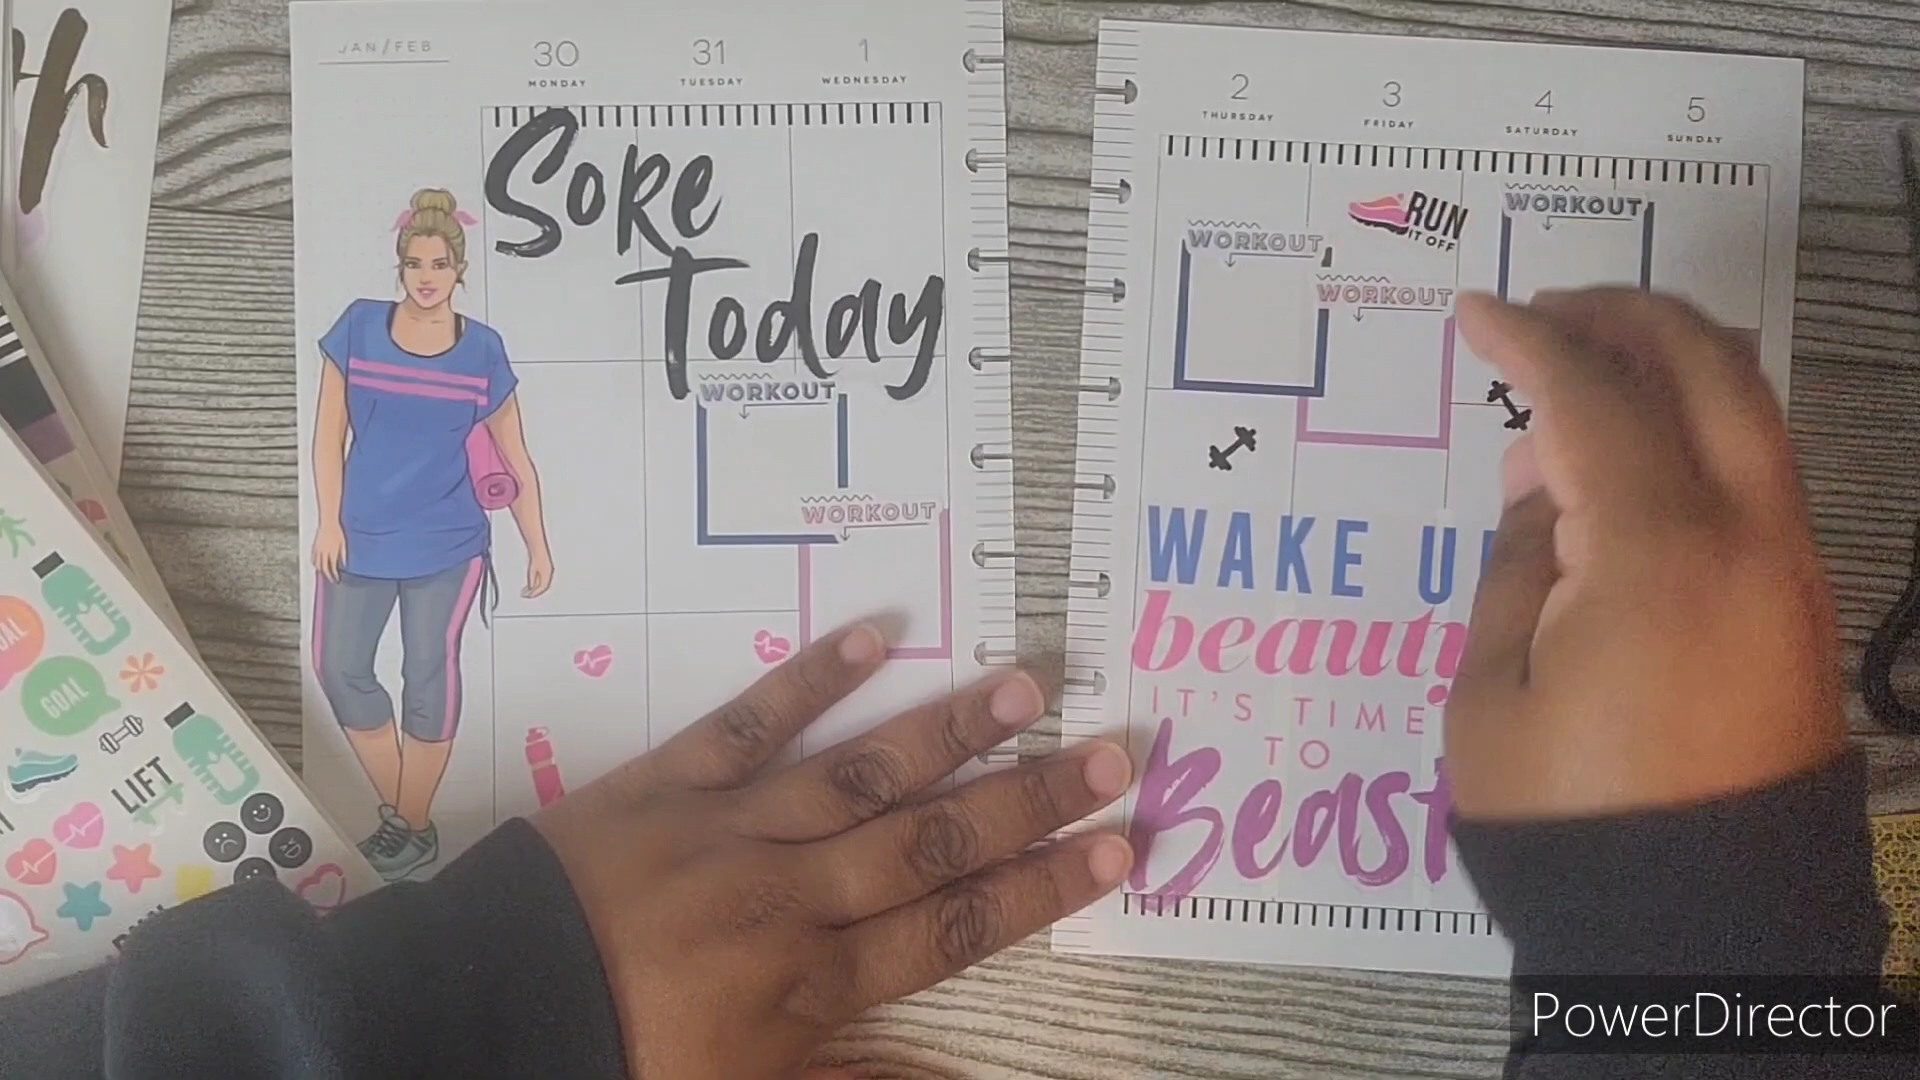 JAN/FEB
30
MONDAY
31
TUESDAY
1
WEDNESDAY
Sore
Today
WORKOUT
WORKOUT
2
THURSDAY
3
FRIDAY
4
SATURDAY
5
SUNDAY
WORKOUT
RUN
IT OFF
WORKOUT
WORKOUT
WAKE
beauty
IT'S TIME
TO
Beast
GOAL
LIFT
PowerDirector